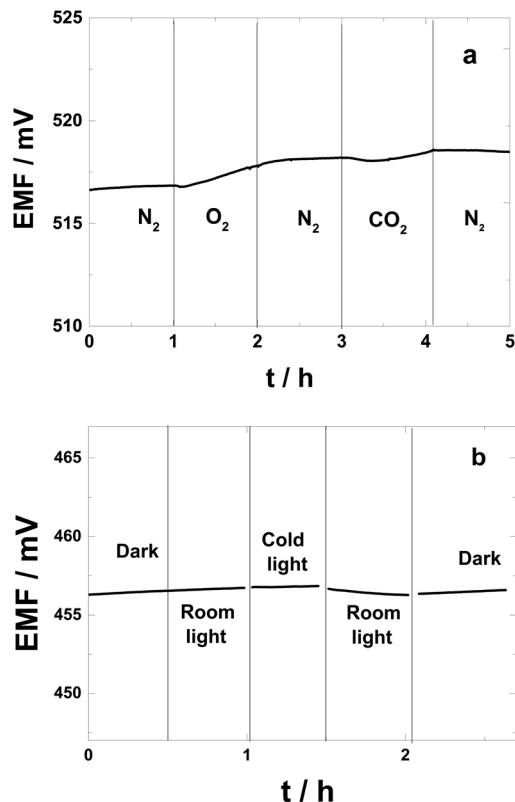 a
525
520
515
510
EMF / mV
N₂
O₂
N₂
CO₂
N₂
0
1
2
3
4
5
t / h
b
465
460
455
450
EMF / mV
Dark
Room
light
Cold
light
Room
light
Dark
0
1
2
t / h